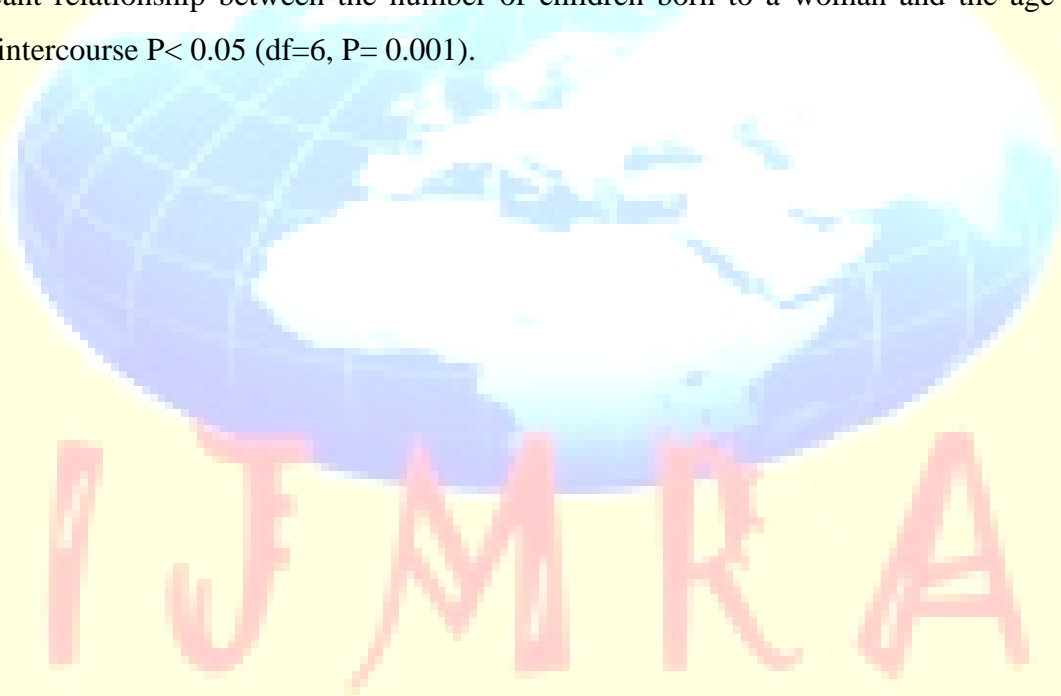 ant relationship between the number of children born to a woman and the age
intercourse P< 0.05 (df=6, P= 0.001).
IJMRA